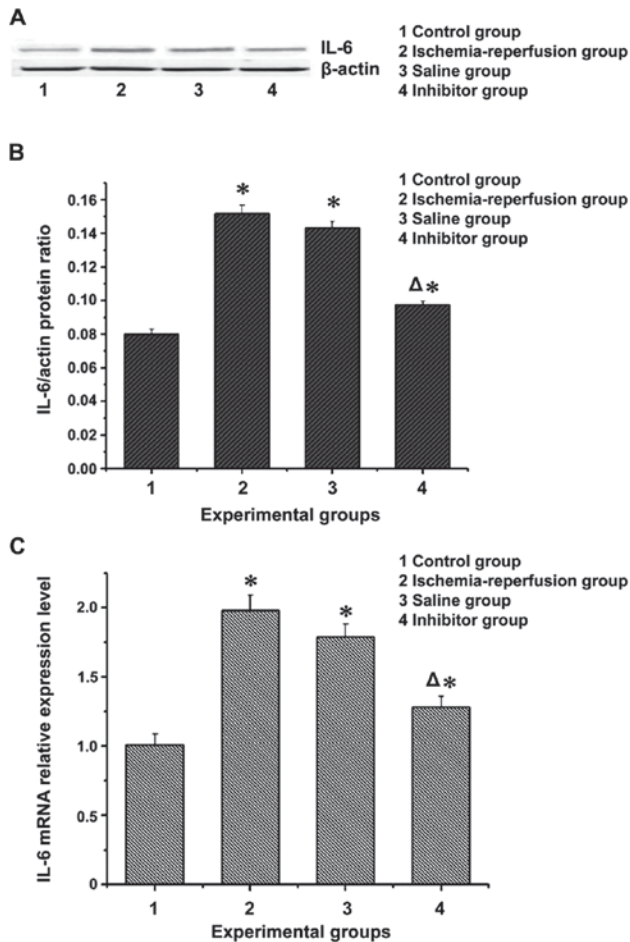 A
IL-6
β-actin
1 2 3 4
1 Control group
2 Ischemia-reperfusion group
3 Saline group
4 Inhibitor group
B
IL-6/actin protein ratio
0.16
0.14
0.12
0.10
0.08
0.06
0.04
0.02
0.00
*
*
Δ *
1 2 3 4
Experimental groups
1 Control group
2 Ischemia-reperfusion group
3 Saline group
4 Inhibitor group
C
IL-6 mRNA relative expression level
2.0
1.5
1.0
0.5
0
*
*
Δ *
1 2 3 4
Experimental groups
1 Control group
2 Ischemia-reperfusion group
3 Saline group
4 Inhibitor group